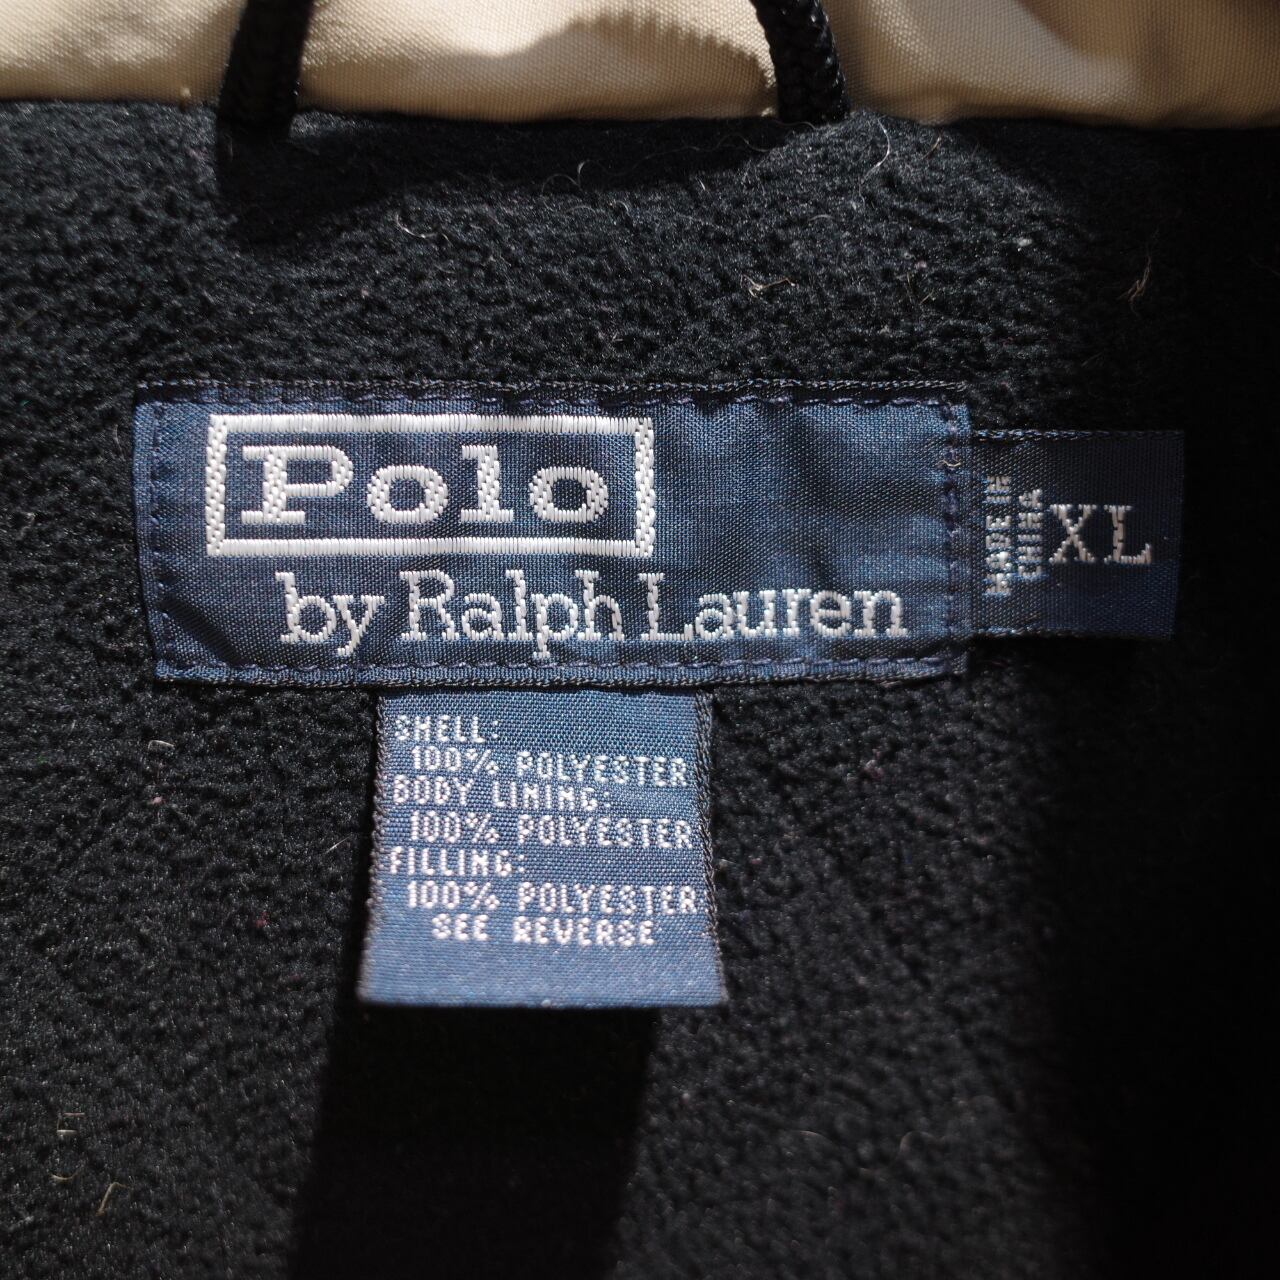 Polo
by Ralph Lauren
MADE IN
CHINA
XL
SHELL:
100% POLYESTER
BODY LINING:
100% POLYESTER
FILLING:
100% POLYESTER
SEE REVERSE